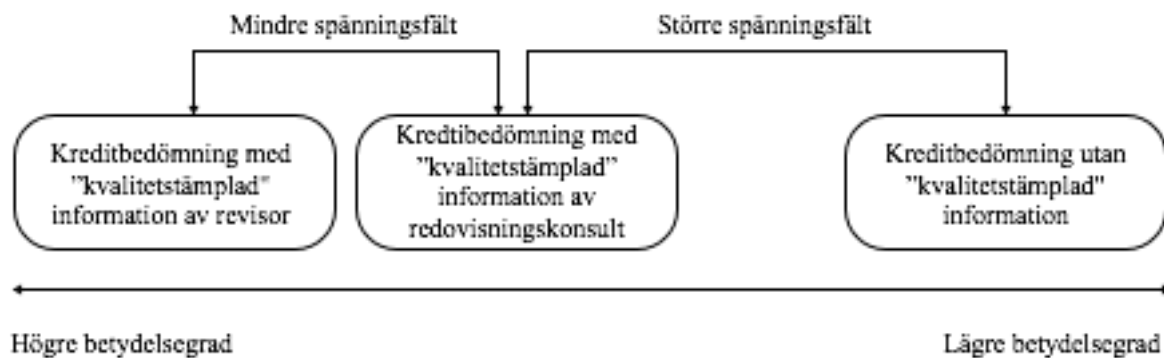 Mindre spänningsfält
Större spänningsfält
Kreditbedömning med
”kvalitetstämplad"
information av revisor
Kredtibedömning med
”kvalitetstämplad”
information av
redovisningskonsult
Kreditbedömning utan
”kvalitetstämplad"
information
Högre betydelsegrad
Lägre betydelsegrad